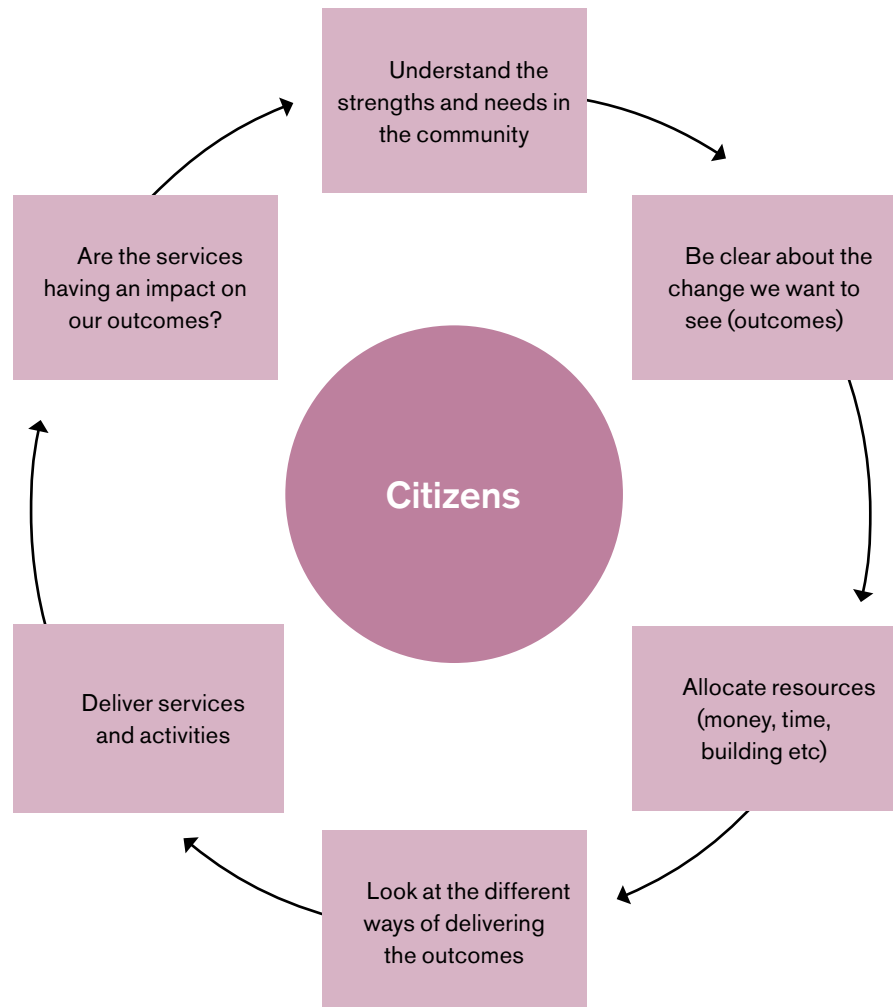 Understand the
strengths and needs in
the community
Be clear about the
change we want to
see (outcomes)
Allocate resources
(money, time,
building etc)
Look at the different
ways of delivering
the outcomes
Deliver services
and activities
Are the services
having an impact on
our outcomes?
Citizens